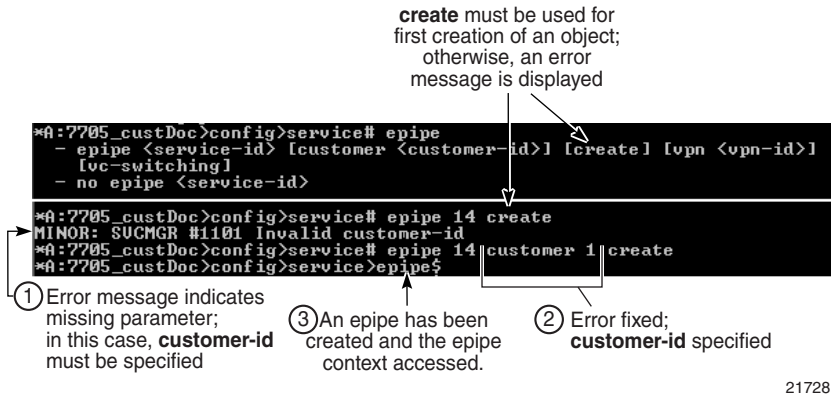 create must be used for
first creation of an object;
otherwise, an error
message is displayed
*A:7705_custDoc>config>service# epipe
- epipe <service-id> [customer <customer-id>] [create] [vpn <vpn-id>]
[vc-switching]
- no epipe <service-id>
*A:7705_custDoc>config>service# epipe 14 create
MINOR: SVCMGR #1101 Invalid customer-id
*A:7705_custDoc>config>service# epipe 14 customer 1 create
*A:7705_custDoc>config>service>epipe$
1 Error message indicates
missing parameter;
in this case, customer-id
must be specified
3 An epipe has been
created and the epipe
context accessed.
2 Error fixed;
customer-id specified
21728